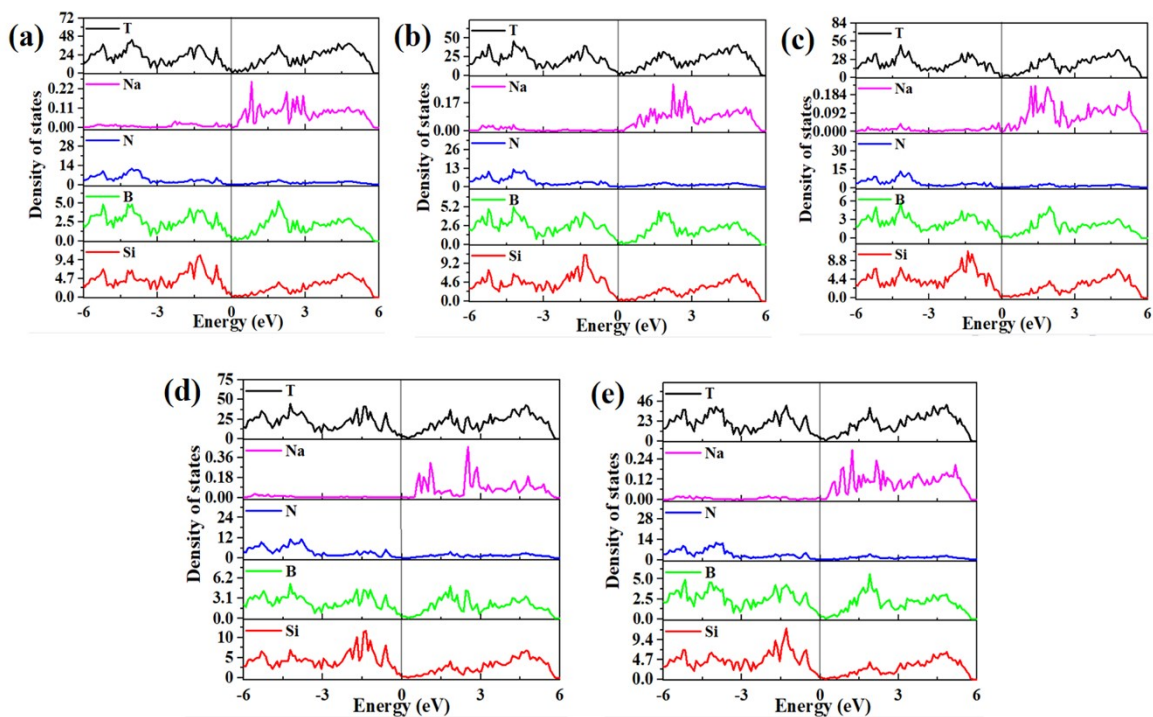 (a)
Density of states
72
48
24
0
T
0.22
0.11
0.00
Na
28
14
0
N
5.0
2.5
0.0
B
9.4
4.7
0.0
Si
-6 -3 0 3 6
Energy (eV)
(b)
Density of states
50
25
0
T
0.17
0.00
Na
26
13
0
N
5.2
2.6
0.0
B
9.2
4.6
0.0
Si
-6 -3 0 3 6
Energy (eV)
(c)
Density of states
84
56
28
0
T
0.184
0.092
0.000
Na
30
15
0
N
6
3
0
B
8.8
4.4
0.0
Si
-6 -3 0 3 6
Energy (eV)
(d)
Density of states
75
50
25
0
T
0.36
0.18
0.00
Na
24
12
0
N
6.2
3.1
0.0
B
10
5
0
Si
-6 -3 0 3 6
Energy (eV)
(e)
Density of states
46
23
0
T
0.24
0.12
0.00
Na
28
14
0
N
5.0
2.5
0.0
B
9.4
4.7
0.0
Si
-6 -3 0 3 6
Energy (eV)